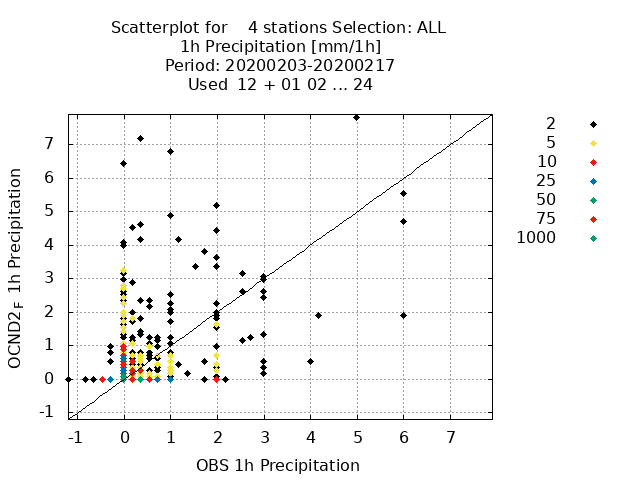 Scatterplot for 4 stations Selection: ALL
1h Precipitation [mm/1h]
Period: 20200203-20200217
Used 12 + 01 02 ... 24
2
5
10
25
50
75
1000
OCND2_F 1h Precipitation
7
6
5
4
3
2
1
0
-1
-1 0 1 2 3 4 5 6 7
OBS 1h Precipitation